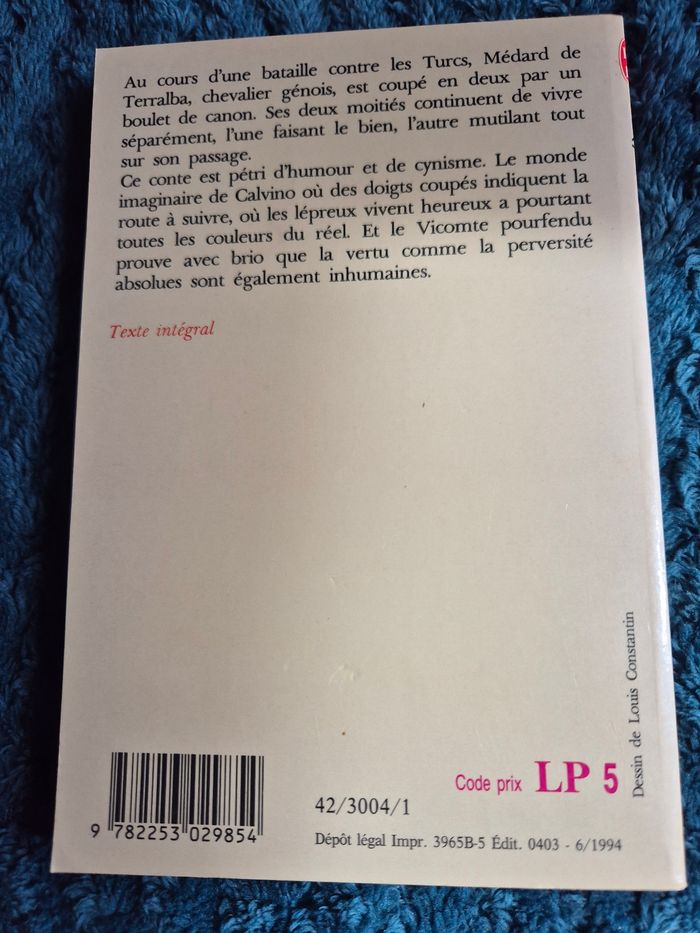 Au cours d'une bataille contre les Turcs, Médard de
Terralba, chevalier génois, est coupé en deux par un
boulet de canon. Ses deux moitiés continuent de vivre
séparément, l'une faisant le bien, l'autre mutilant tout
sur son passage.
Ce conte est pétri d'humour et de cynisme. Le monde
imaginaire de Calvino où des doigts coupés indiquent la
route à suivre, où les lépreux vivent heureux a pourtant
toutes les couleurs du réel. Et le Vicomte pourfendu
prouve avec brio que la vertu comme la perversité
absolues sont également inhumaines.
Texte intégral
Dessin de Louis Constantin
Code prix LP 5
42/3004/1
9 782253 029854
Dépôt légal Impr. 3965B-5 Édit. 0403 - 6/1994